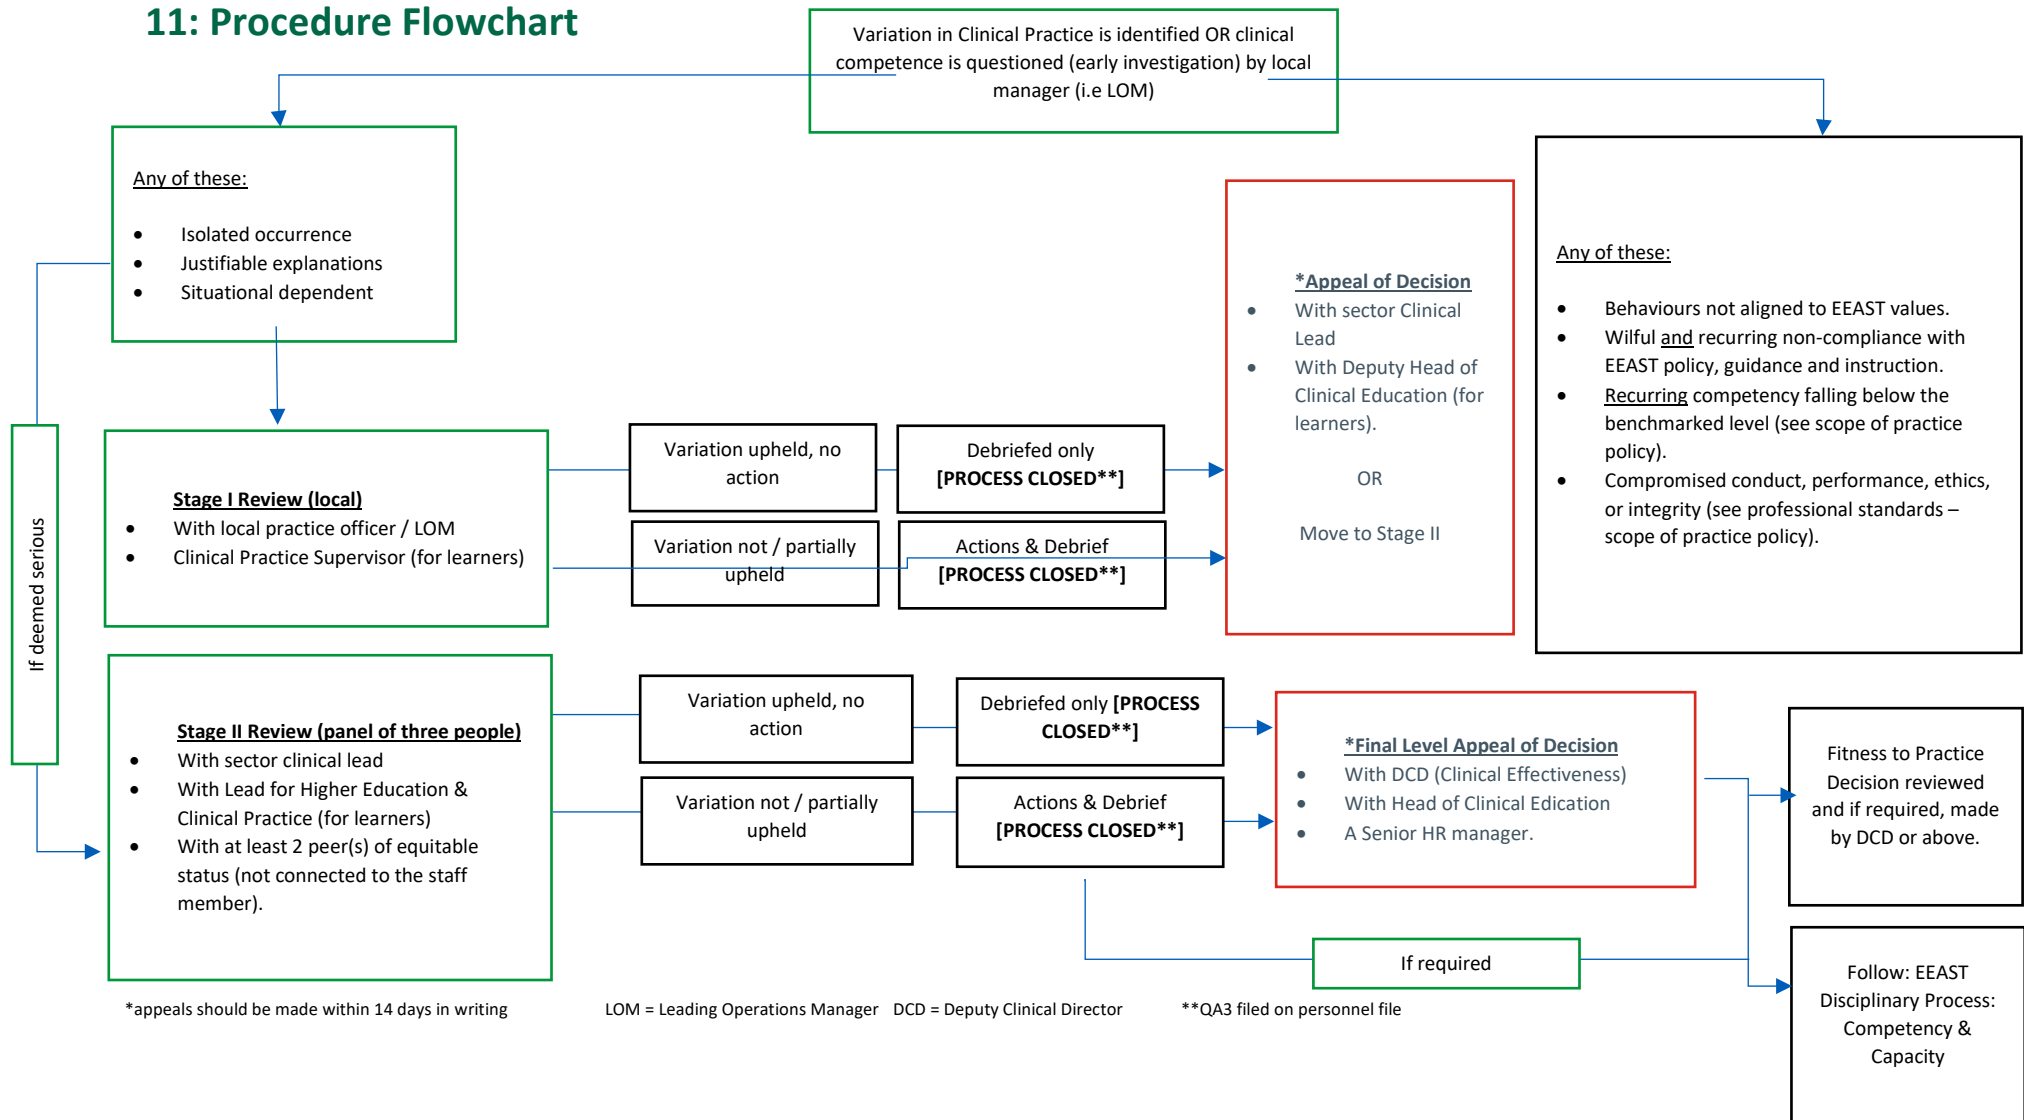 11: Procedure Flowchart
Variation in Clinical Practice is identified OR clinical
competence is questioned (early investigation) by local
manager (i.e LOM)
Any of these:
• Isolated occurrence
• Justifiable explanations
• Situational dependent
If deemed serious
Stage I Review (local)
• With local practice officer / LOM
• Clinical Practice Supervisor (for learners)
Variation upheld, no
action
Debriefed only
[PROCESS CLOSED**]
Variation not / partially
upheld
Actions & Debrief
[PROCESS CLOSED**]
*Appeal of Decision
• With sector Clinical
Lead
• With Deputy Head of
Clinical Education (for
learners).
OR
Move to Stage II
Any of these:
• Behaviours not aligned to EEAST values.
• Wilful and recurring non-compliance with
EEAST policy, guidance and instruction.
• Recurring competency falling below the
benchmarked level (see scope of practice
policy).
• Compromised conduct, performance, ethics,
or integrity (see professional standards –
scope of practice policy).
Stage II Review (panel of three people)
• With sector clinical lead
• With Lead for Higher Education &
Clinical Practice (for learners)
• With at least 2 peer(s) of equitable
status (not connected to the staff
member).
Variation upheld, no
action
Debriefed only [PROCESS
CLOSED**]
Variation not / partially
upheld
Actions & Debrief
[PROCESS CLOSED**]
*Final Level Appeal of Decision
• With DCD (Clinical Effectiveness)
• With Head of Clinical Edication
• A Senior HR manager.
Fitness to Practice
Decision reviewed
and if required, made
by DCD or above.
If required
Follow: EEAST
Disciplinary Process:
Competency &
Capacity
*appeals should be made within 14 days in writing
LOM = Leading Operations Manager DCD = Deputy Clinical Director
**QA3 filed on personnel file